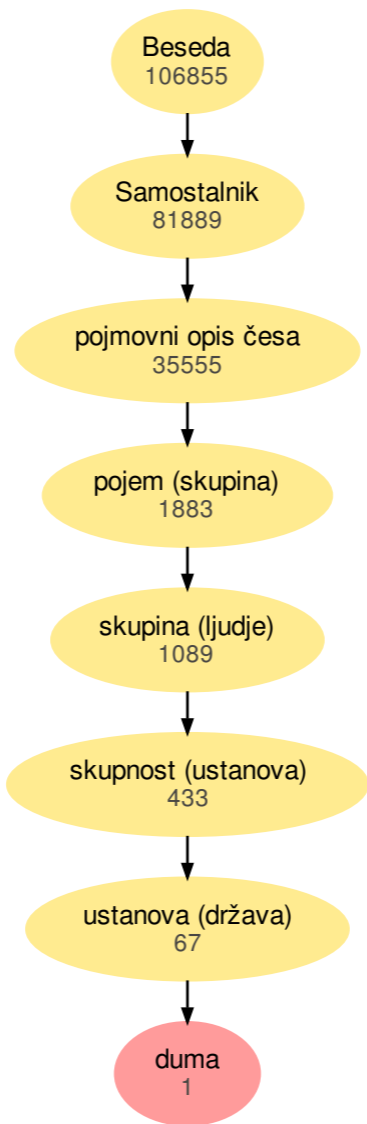 Beseda
106855
Samostalnik
81889
pojmovni opis česa
35555
pojem (skupina)
1883
skupina (ljudje)
1089
skupnost (ustanova)
433
ustanova (država)
67
duma
1